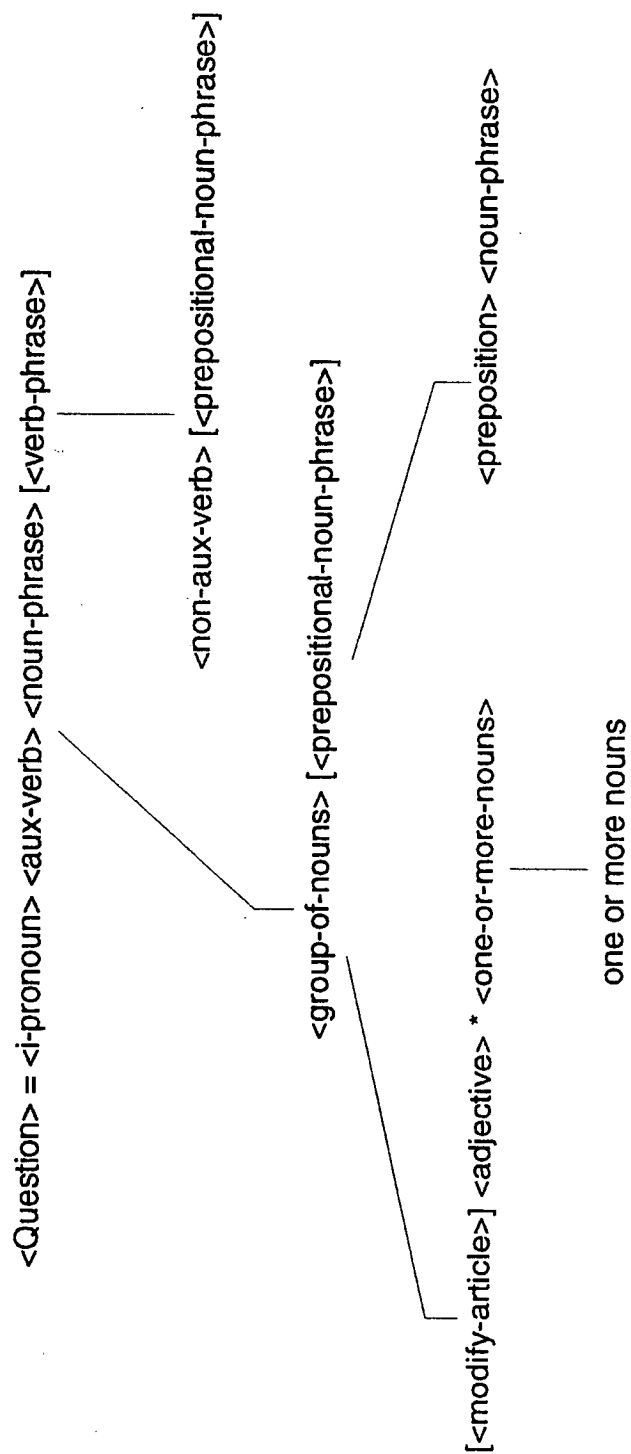 <Question> = <i-pronoun> <aux-verb> <noun-phrase> [<verb-phrase>]
<non-aux-verb> [<prepositional-noun-phrase>]
<group-of-nouns> [<prepositional-noun-phrase>]
[<modify-article>] <adjective> * <one-or-more-nouns>
<preposition> <noun-phrase>
one or more nouns